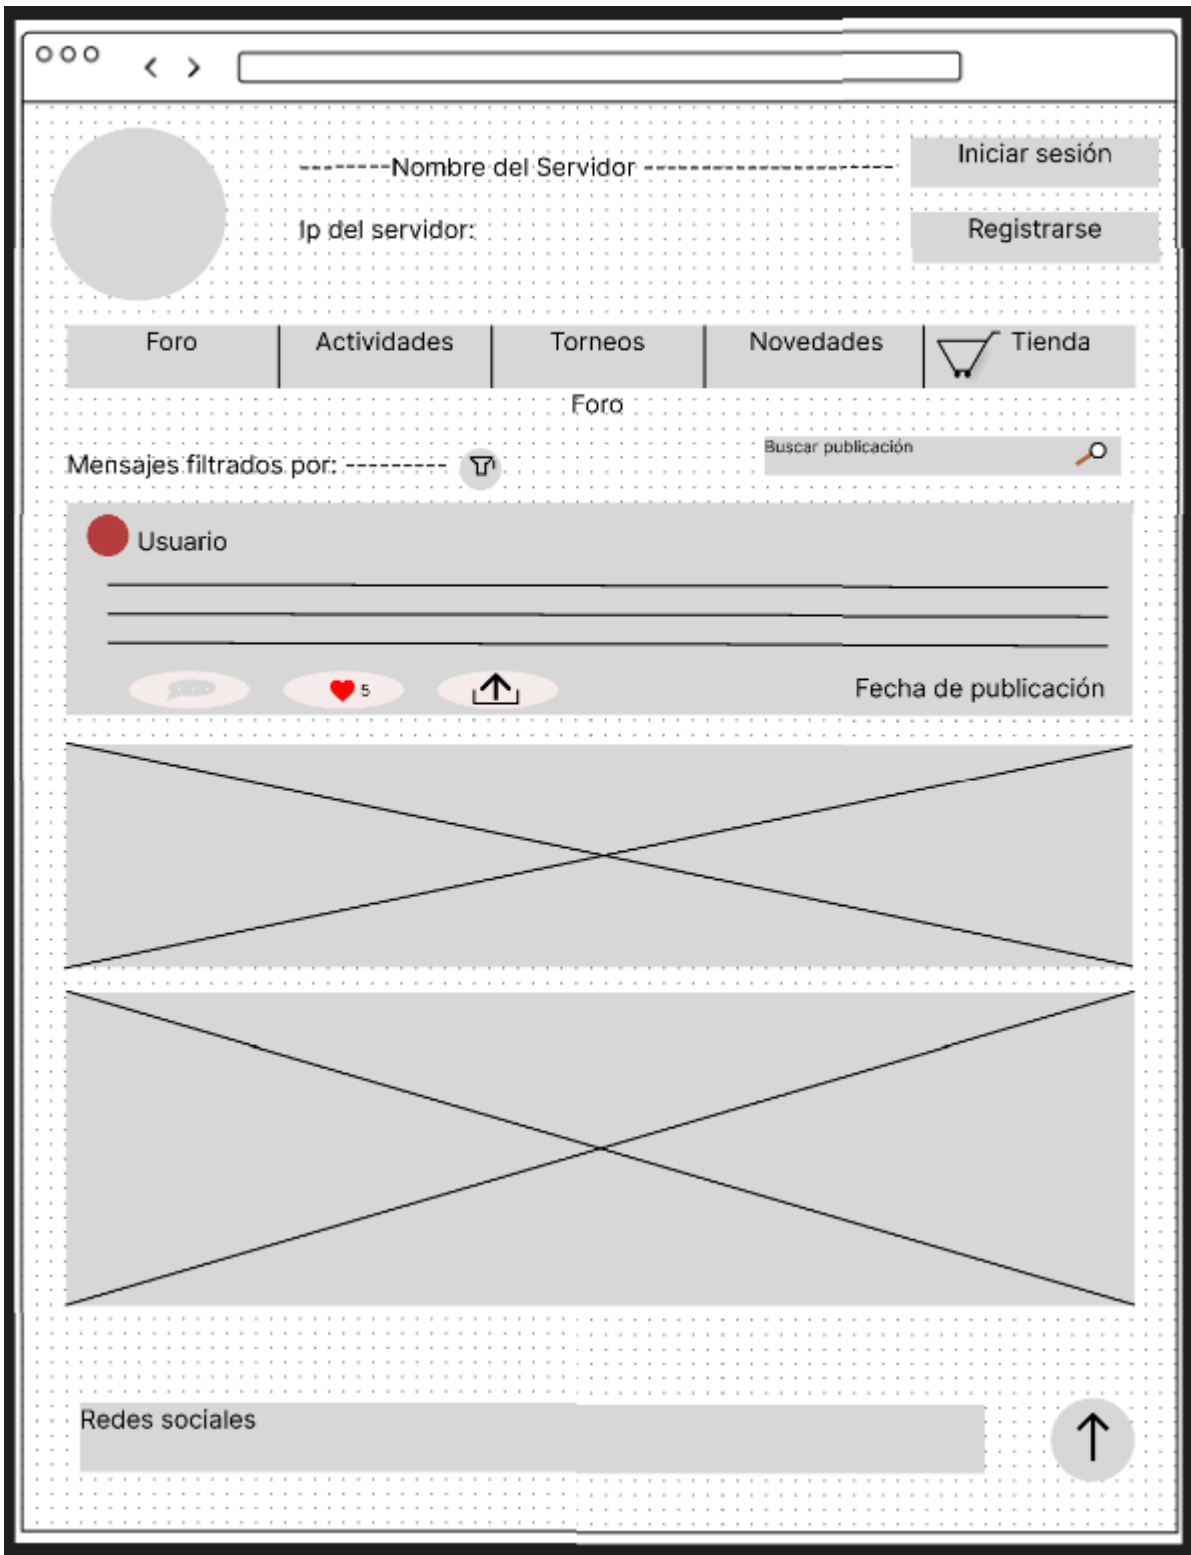 Nombre del Servidor
Iniciar sesión
Ip del servidor:
Registrarse
Foro
Actividades
Torneos
Novedades
Tienda
Foro
Mensajes filtrados por: ---------
Buscar publicación
Usuario
5
Fecha de publicación
Redes sociales